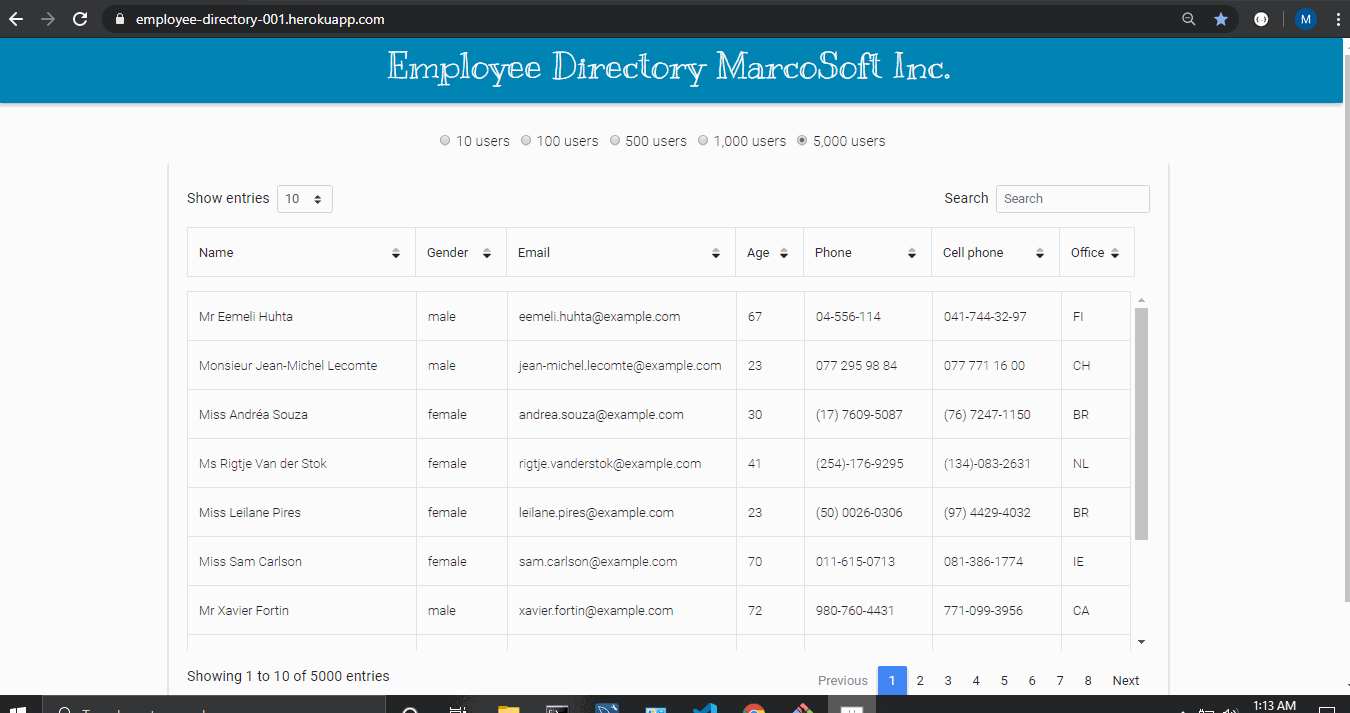 employee-directory-001.herokuapp.com
M
Employee Directory MarcoSoft Inc.
10 users 100 users 500 users 1,000 users 5,000 users
Show entries 10 Search Search
Name Gender Email Age Phone Cell phone Office
Mr Eemeli Huhta male eemeli.huhta@example.com 67 04-556-114 041-744-32-97 FI
Monsieur Jean-Michel Lecomte male jean-michel.lecomte@example.com 23 077 295 98 84 077 771 16 00 CH
Miss Andréa Souza female andrea.souza@example.com 30 (17) 7609-5087 (76) 7247-1150 BR
Ms Rigtje Van der Stok female rigtje.vanderstok@example.com 41 (254)-176-9295 (134)-083-2631 NL
Miss Leilane Pires female leilane.pires@example.com 23 (50) 0026-0306 (97) 4429-4032 BR
Miss Sam Carlson female sam.carlson@example.com 70 011-615-0713 081-386-1774 IE
Mr Xavier Fortin male xavier.fortin@example.com 72 980-760-4431 771-099-3956 CA
Showing 1 to 10 of 5000 entries Previous 1 2 3 4 5 6 7 8 Next
1:13 AM